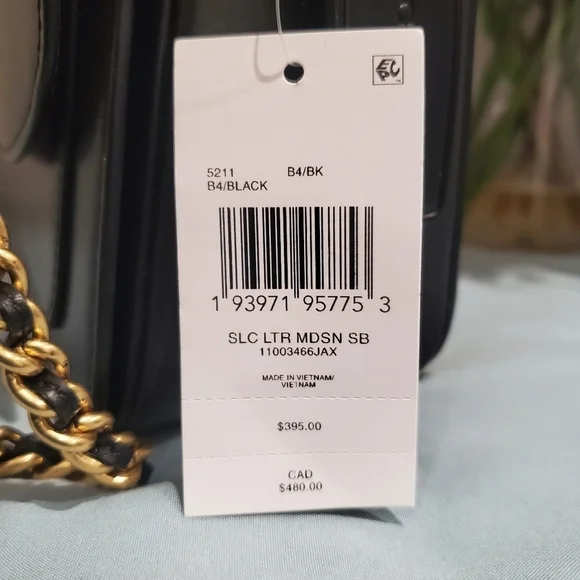 5211 B4/BK
B4/BLACK
1 93971 95775 3
SLC LTR MDSN SB
11003466JAX
MADE IN VIETNAM/
VIETNAM
$395.00
CAD
$480.00